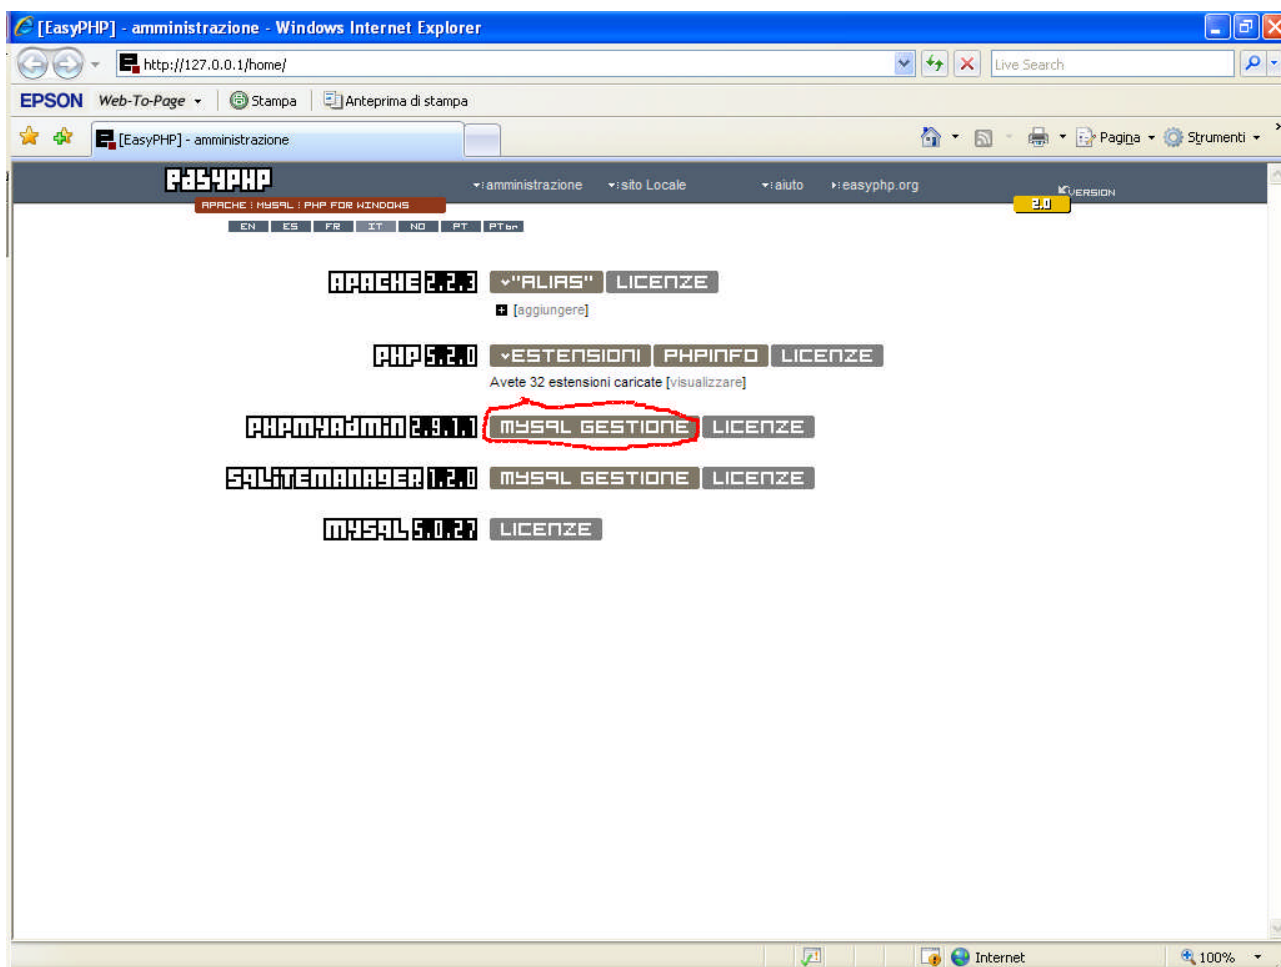 [EasyPHP] - amministrazione - Windows Internet Explorer
http://127.0.0.1/home/
Live Search
EPSON Web-To-Page Stampa Anteprima di stampa
[EasyPHP] - amministrazione
Pagina Strumenti
EASYPHP
amministrazione sito Locale aiuto easyphp.org VERSION
APACHE : MYSQL : PHP FOR WINDOWS 2.0
EN ES FR IT NO PT PTbr
APACHE 2.2.3 "ALIAS" LICENZE
[aggiungere]
PHP 5.2.0 ESTENSIONI PHPINFO LICENZE
Avete 32 estensioni caricate [visualizzare]
PHPMYADMIN 2.9.1.1 MYSQL GESTIONE LICENZE
SQLITEMANAGER 1.2.0 MYSQL GESTIONE LICENZE
MYSQL 5.0.27 LICENZE
Internet 100%